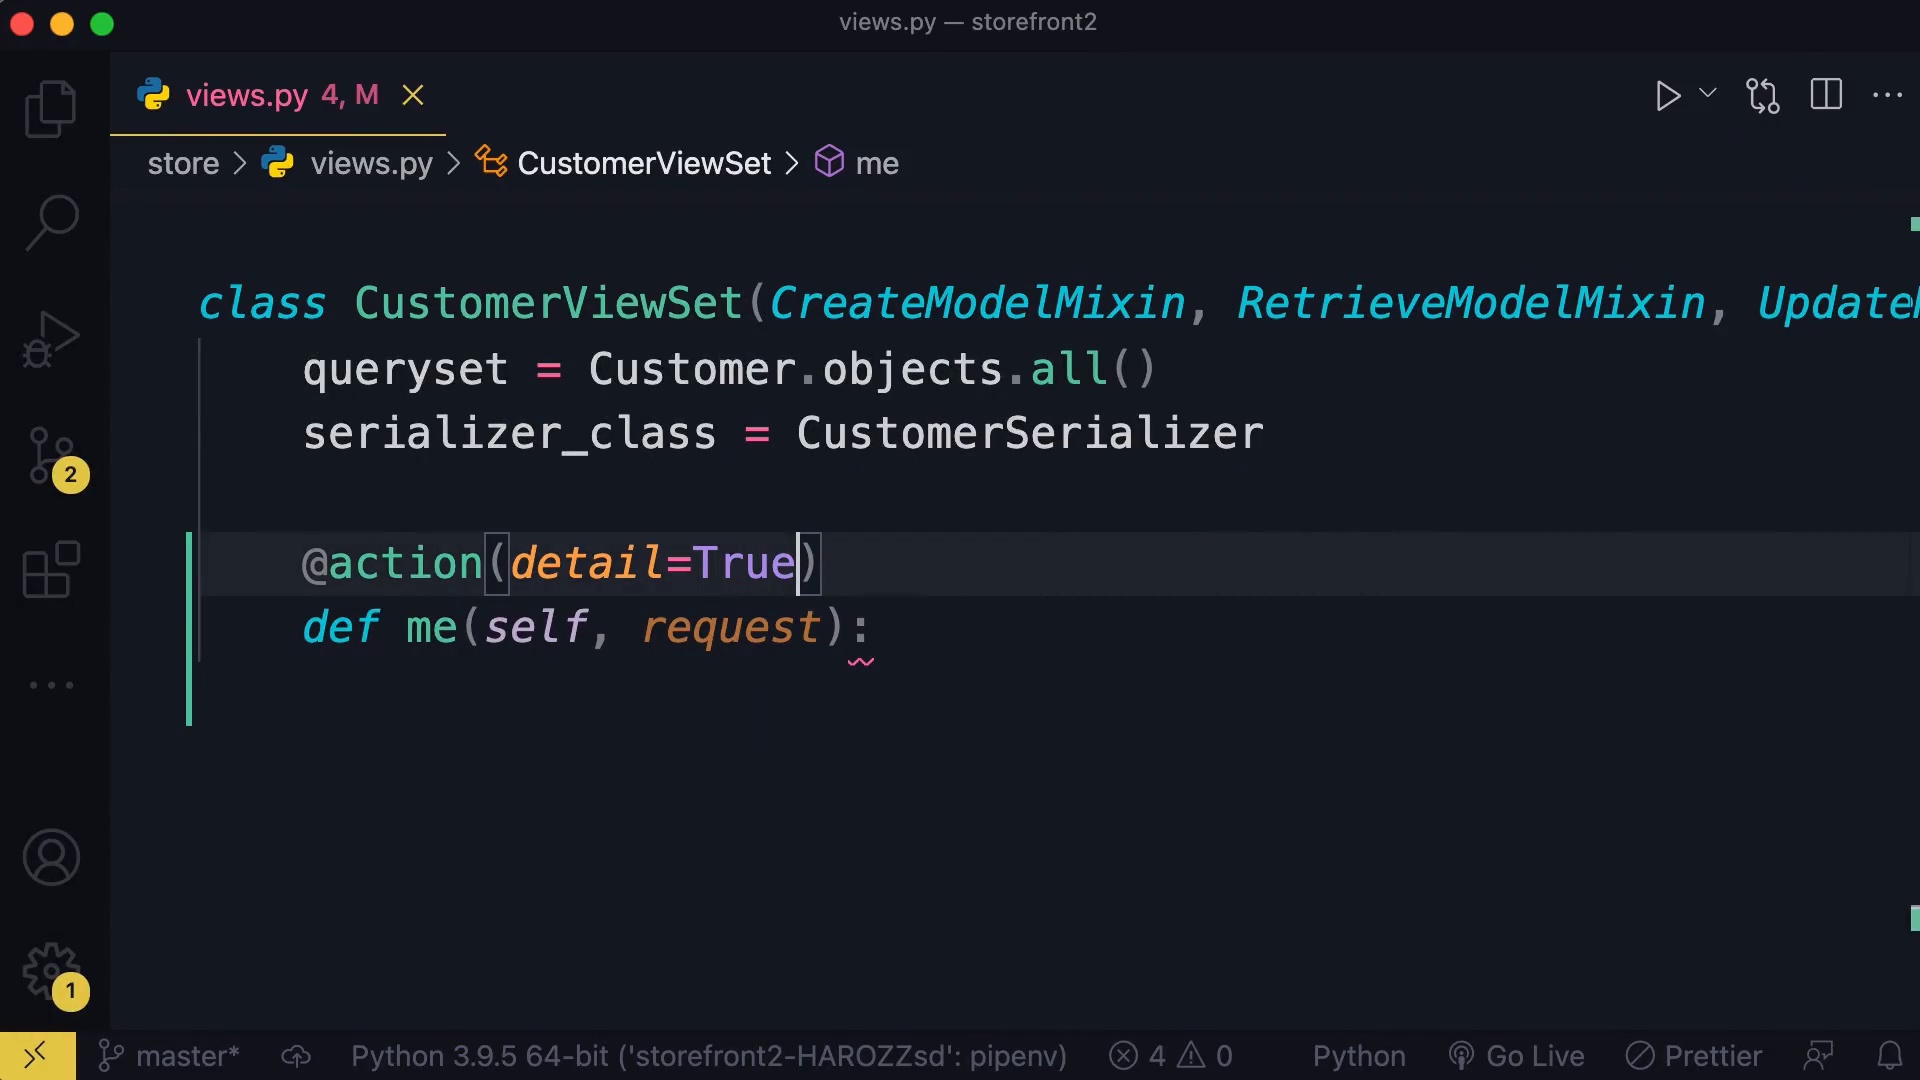 views.py — storefront2
views.py 4, M
store > views.py > CustomerViewSet > me
class CustomerViewSet(CreateModelMixin, RetrieveModelMixin, Update
queryset = Customer.objects.all()
serializer_class = CustomerSerializer
@action(detail=True)
def me(self, request):
2
1
master* Python 3.9.5 64-bit ('storefront2-HAROZZsd': pipenv) 4 0 Python Go Live Prettier